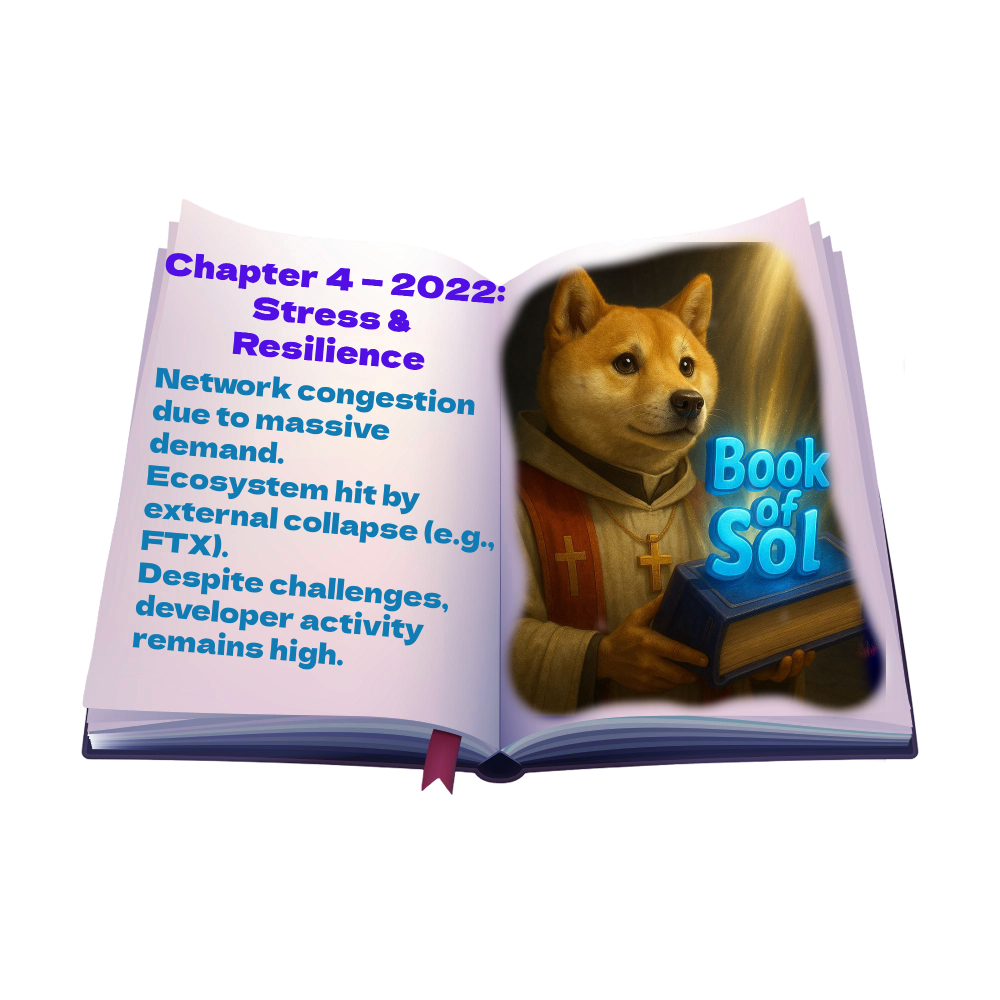 Chapter 4 – 2022:
Stress &
Resilience
Network congestion
due to massive
demand.
Ecosystem hit by
external collapse (e.g.,
FTX).
Despite challenges,
developer activity
remains high.
Book
of
Sol